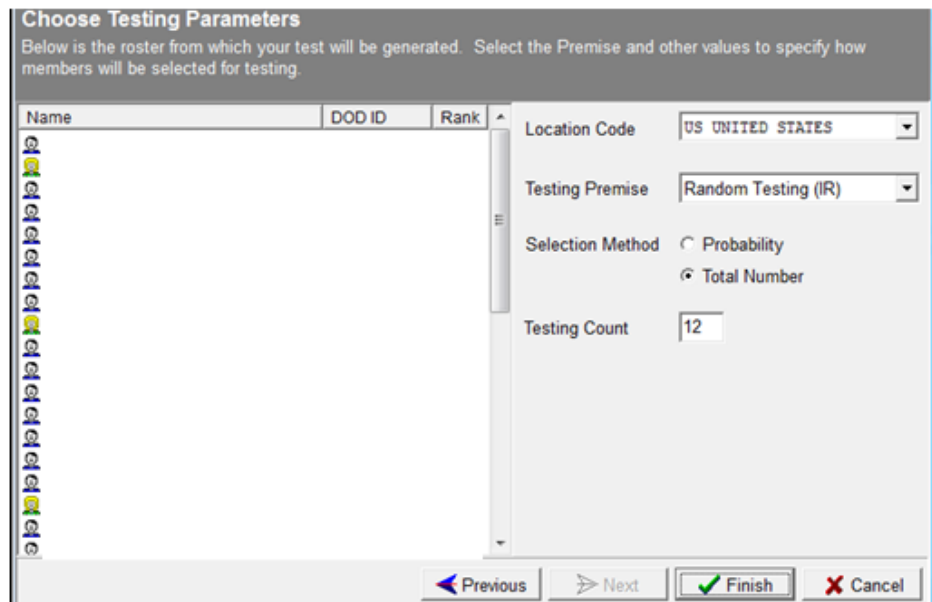 Choose Testing Parameters
Below is the roster from which your test will be generated.  Select the Premise and other values to specify how
members will be selected for testing.
Name DOD ID Rank
Location Code US UNITED STATES
Testing Premise Random Testing (IR)
Selection Method Probability
Total Number
Testing Count 12
Previous Next Finish Cancel